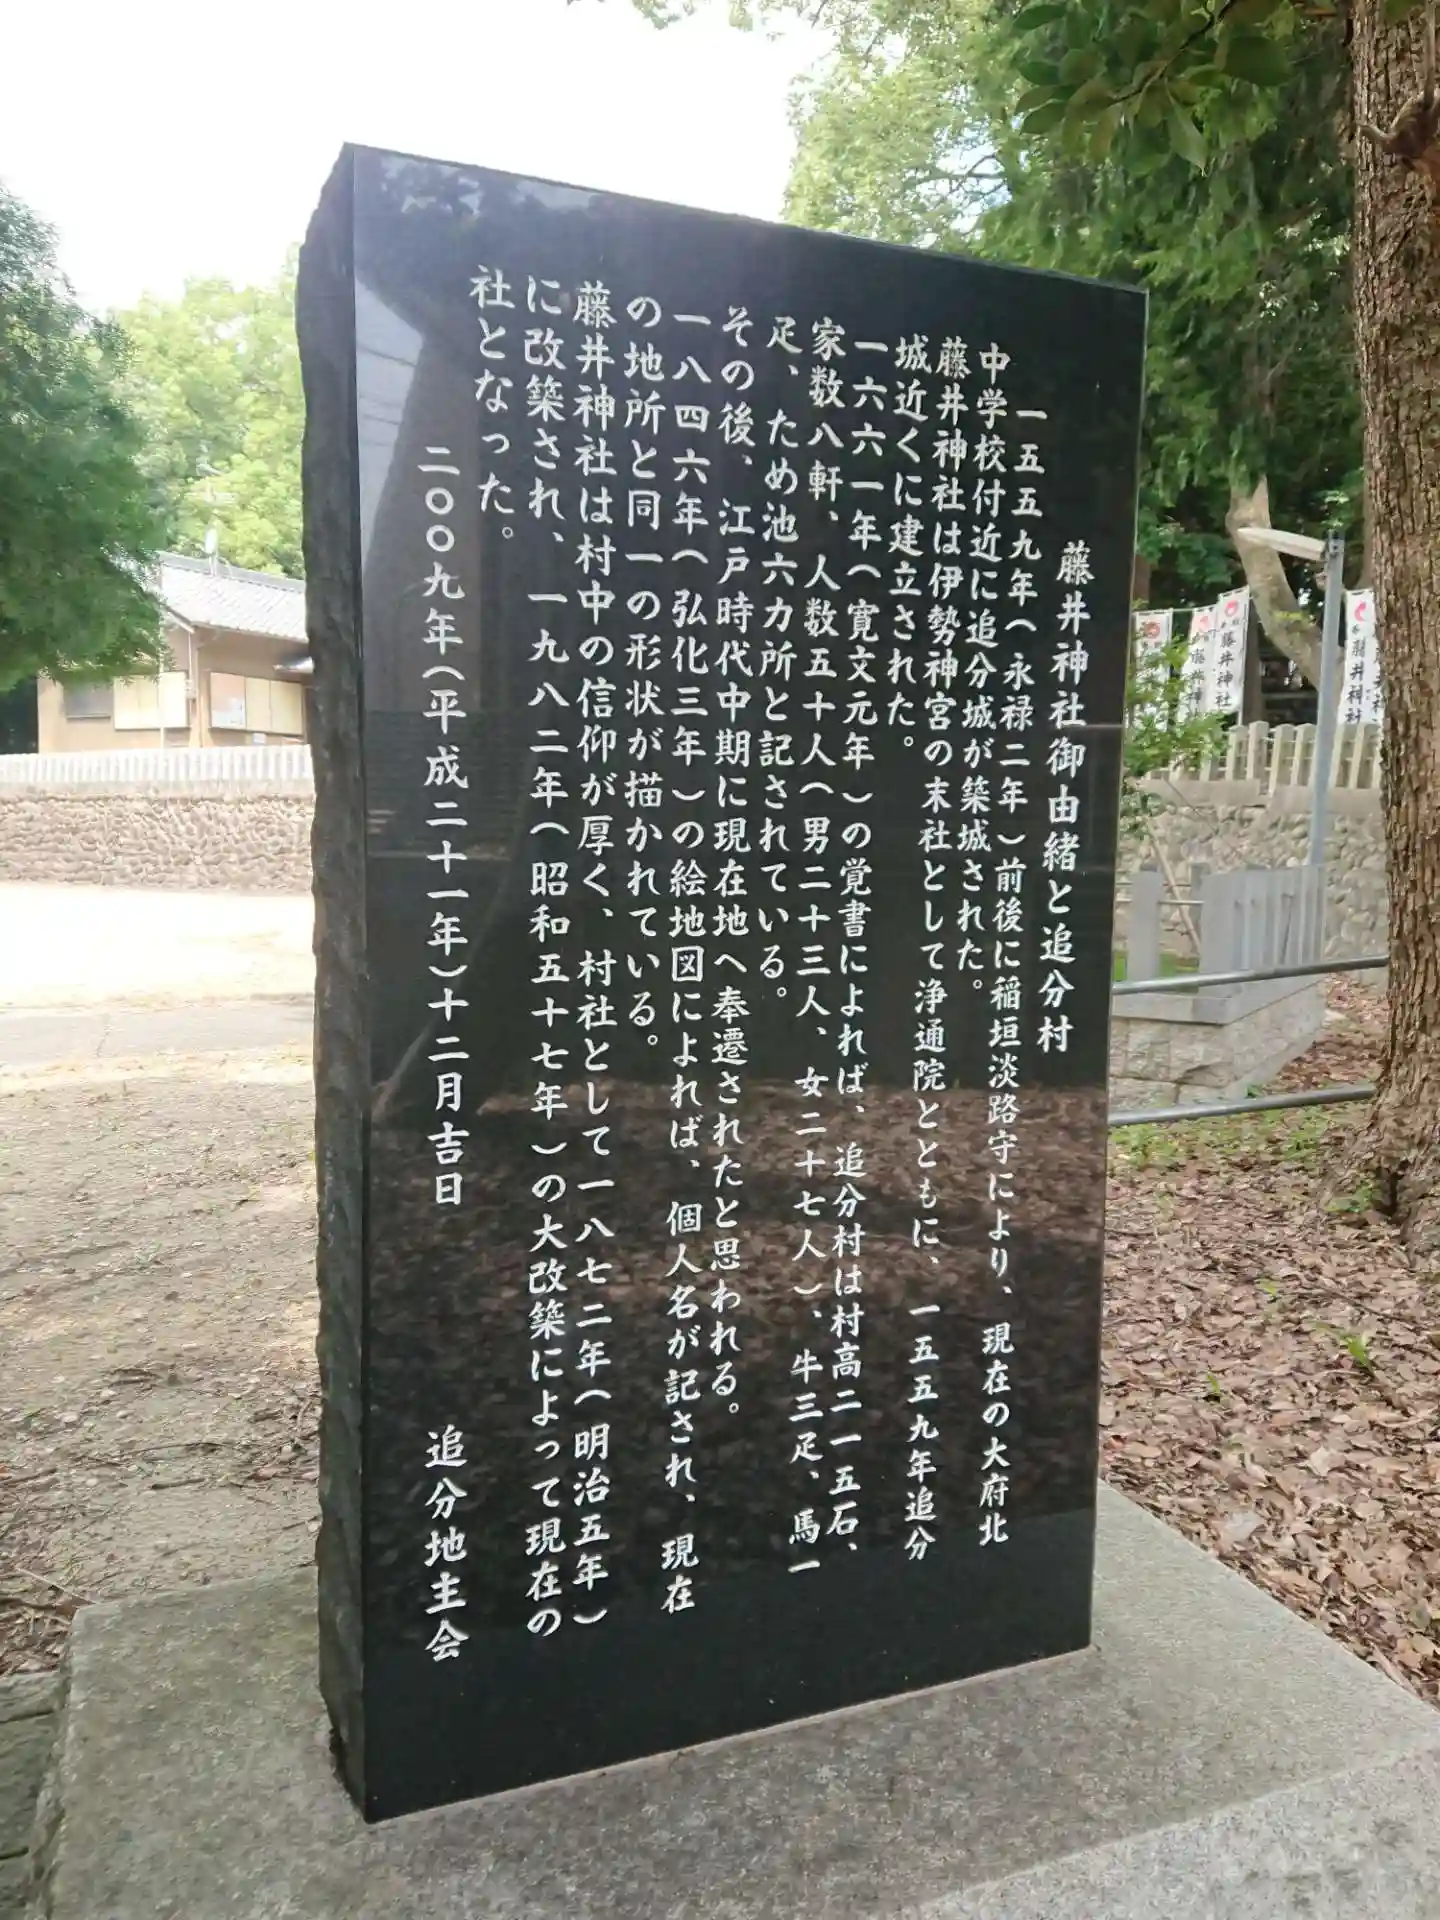 藤井神社御由緒と追分村
一五五九年(永禄二年)前後に稲垣淡路守により、現在の大府北
中学校付近に追分城が築城された。
藤井神社は伊勢神宮の末社として浄通院とともに、一五五九年追分
城近くに建立された。
一六六一年(寛文元年)の覚書によれば、追分村は村高二一五石、
家数八軒、人数五十人(男二十三人、女二十七人)、牛三疋、馬一
疋、ため池六カ所と記されている。
その後、江戸時代中期に現在地へ奉遷されたと思われる。
一八四六年(弘化三年)の絵地図によれば、個人名が記され、現在
の地所と同一の形状が描かれている。
藤井神社は村中の信仰が厚く、村社として一八七二年(明治五年)
に改築され、一九八二年(昭和五十七年)の大改築によって現在の
社となった。
二〇〇九年(平成二十一年)十二月吉日
追分地主会
藤井神社
藤井神社
藤井神社